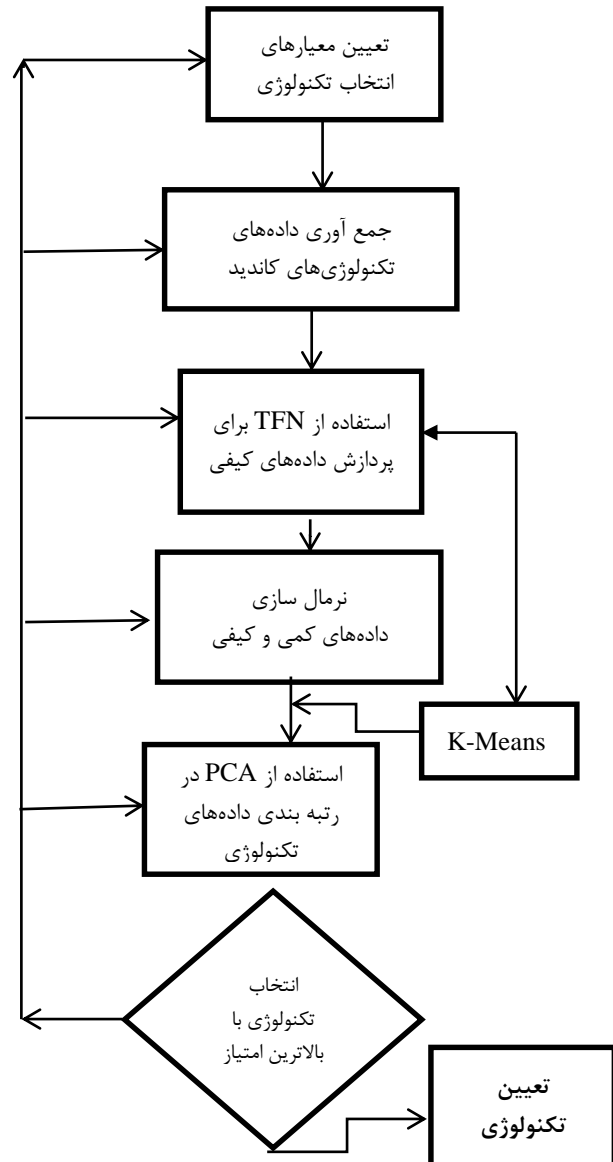 تعیین معیارهای
انتخاب تکنولوژی
جمع آوری داده‌های
تکنولوژی‌های کاندید
استفاده از TFN برای
پردازش داده‌های کیفی
نرمال سازی
داده‌های کمی و کیفی
K-Means
استفاده از PCA در
رتبه بندی داده‌های
تکنولوژی
انتخاب
تکنولوژی با
بالاترین امتیاز
تعیین
تکنولوژی